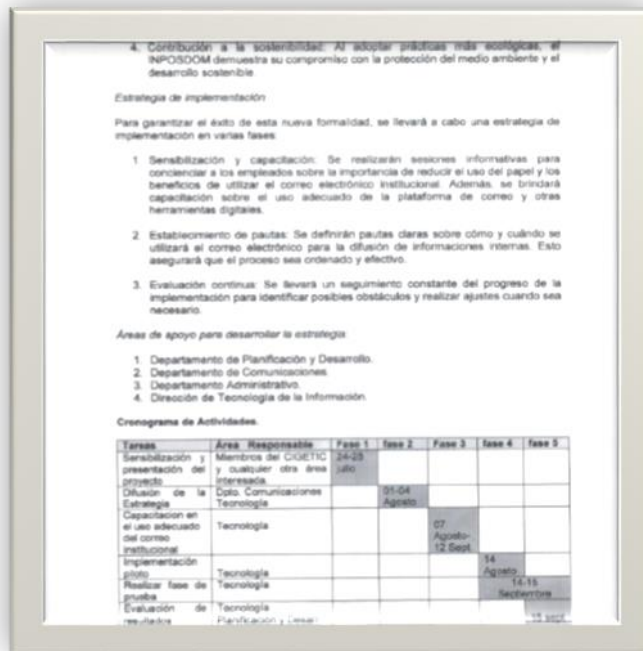 4. Contribución a la sostenibilidad: Al adoptar prácticas más ecológicas, el
INPOSDOM demuestra su compromiso con la protección del medio ambiente y el
desarrollo sostenible
Estrategia de implementación
Para garantizar el éxito de esta nueva formalidad, se llevará a cabo una estrategia de
implementación en varias fases:
1 Sensibilización y capacitación: Se realizarán sesiones informativas para
concienciar a los empleados sobre la importancia de reducir el uso del papel y los
beneficios de utilizar el correo electrónico institucional. Además, se brindará
capacitación sobre el uso adecuado de la plataforma de correo y otras
herramientas digitales.
2 Establecimiento de pautas: Se definirán pautas claras sobre cómo y cuándo se
utilizará el correo electrónico para la difusión de informaciones internas. Esto
asegurará que el proceso sea ordenado y efectivo.
3. Evaluación continua: Se llevará un seguimiento constante del progreso de la
implementación para identificar posibles obstáculos y realizar ajustes cuando sea
necesario.
Áreas de apoyo para desarrollar la estrategia:
1. Departamento de Planificación y Desarrollo.
2. Departamento de Comunicaciones.
3. Departamento Administrativo.
4. Dirección de Tecnología de la Información.
Cronograma de Actividades.
Tareas Área Responsable Fase 1 fase 2 Fase 3 fase 4 fase 5
Sensibilización y Miembros del CIGETIC
presentación del y cualquier otra área julio
proyecto interesada.
Difusión de la Dpto. Comunicaciones 01-04
Estrategia Tecnología Agosto
Capacitacion en
el uso adecuado Tecnología 07
del correo Agosto-
institucional 12 Sept.
Implementación 14
piloto Tecnología Agosto
Realizar fase de Tecnología 14-15
prueba Septiembre
Evaluación de Tecnología
resultados Planificación y Desarr 15 sept